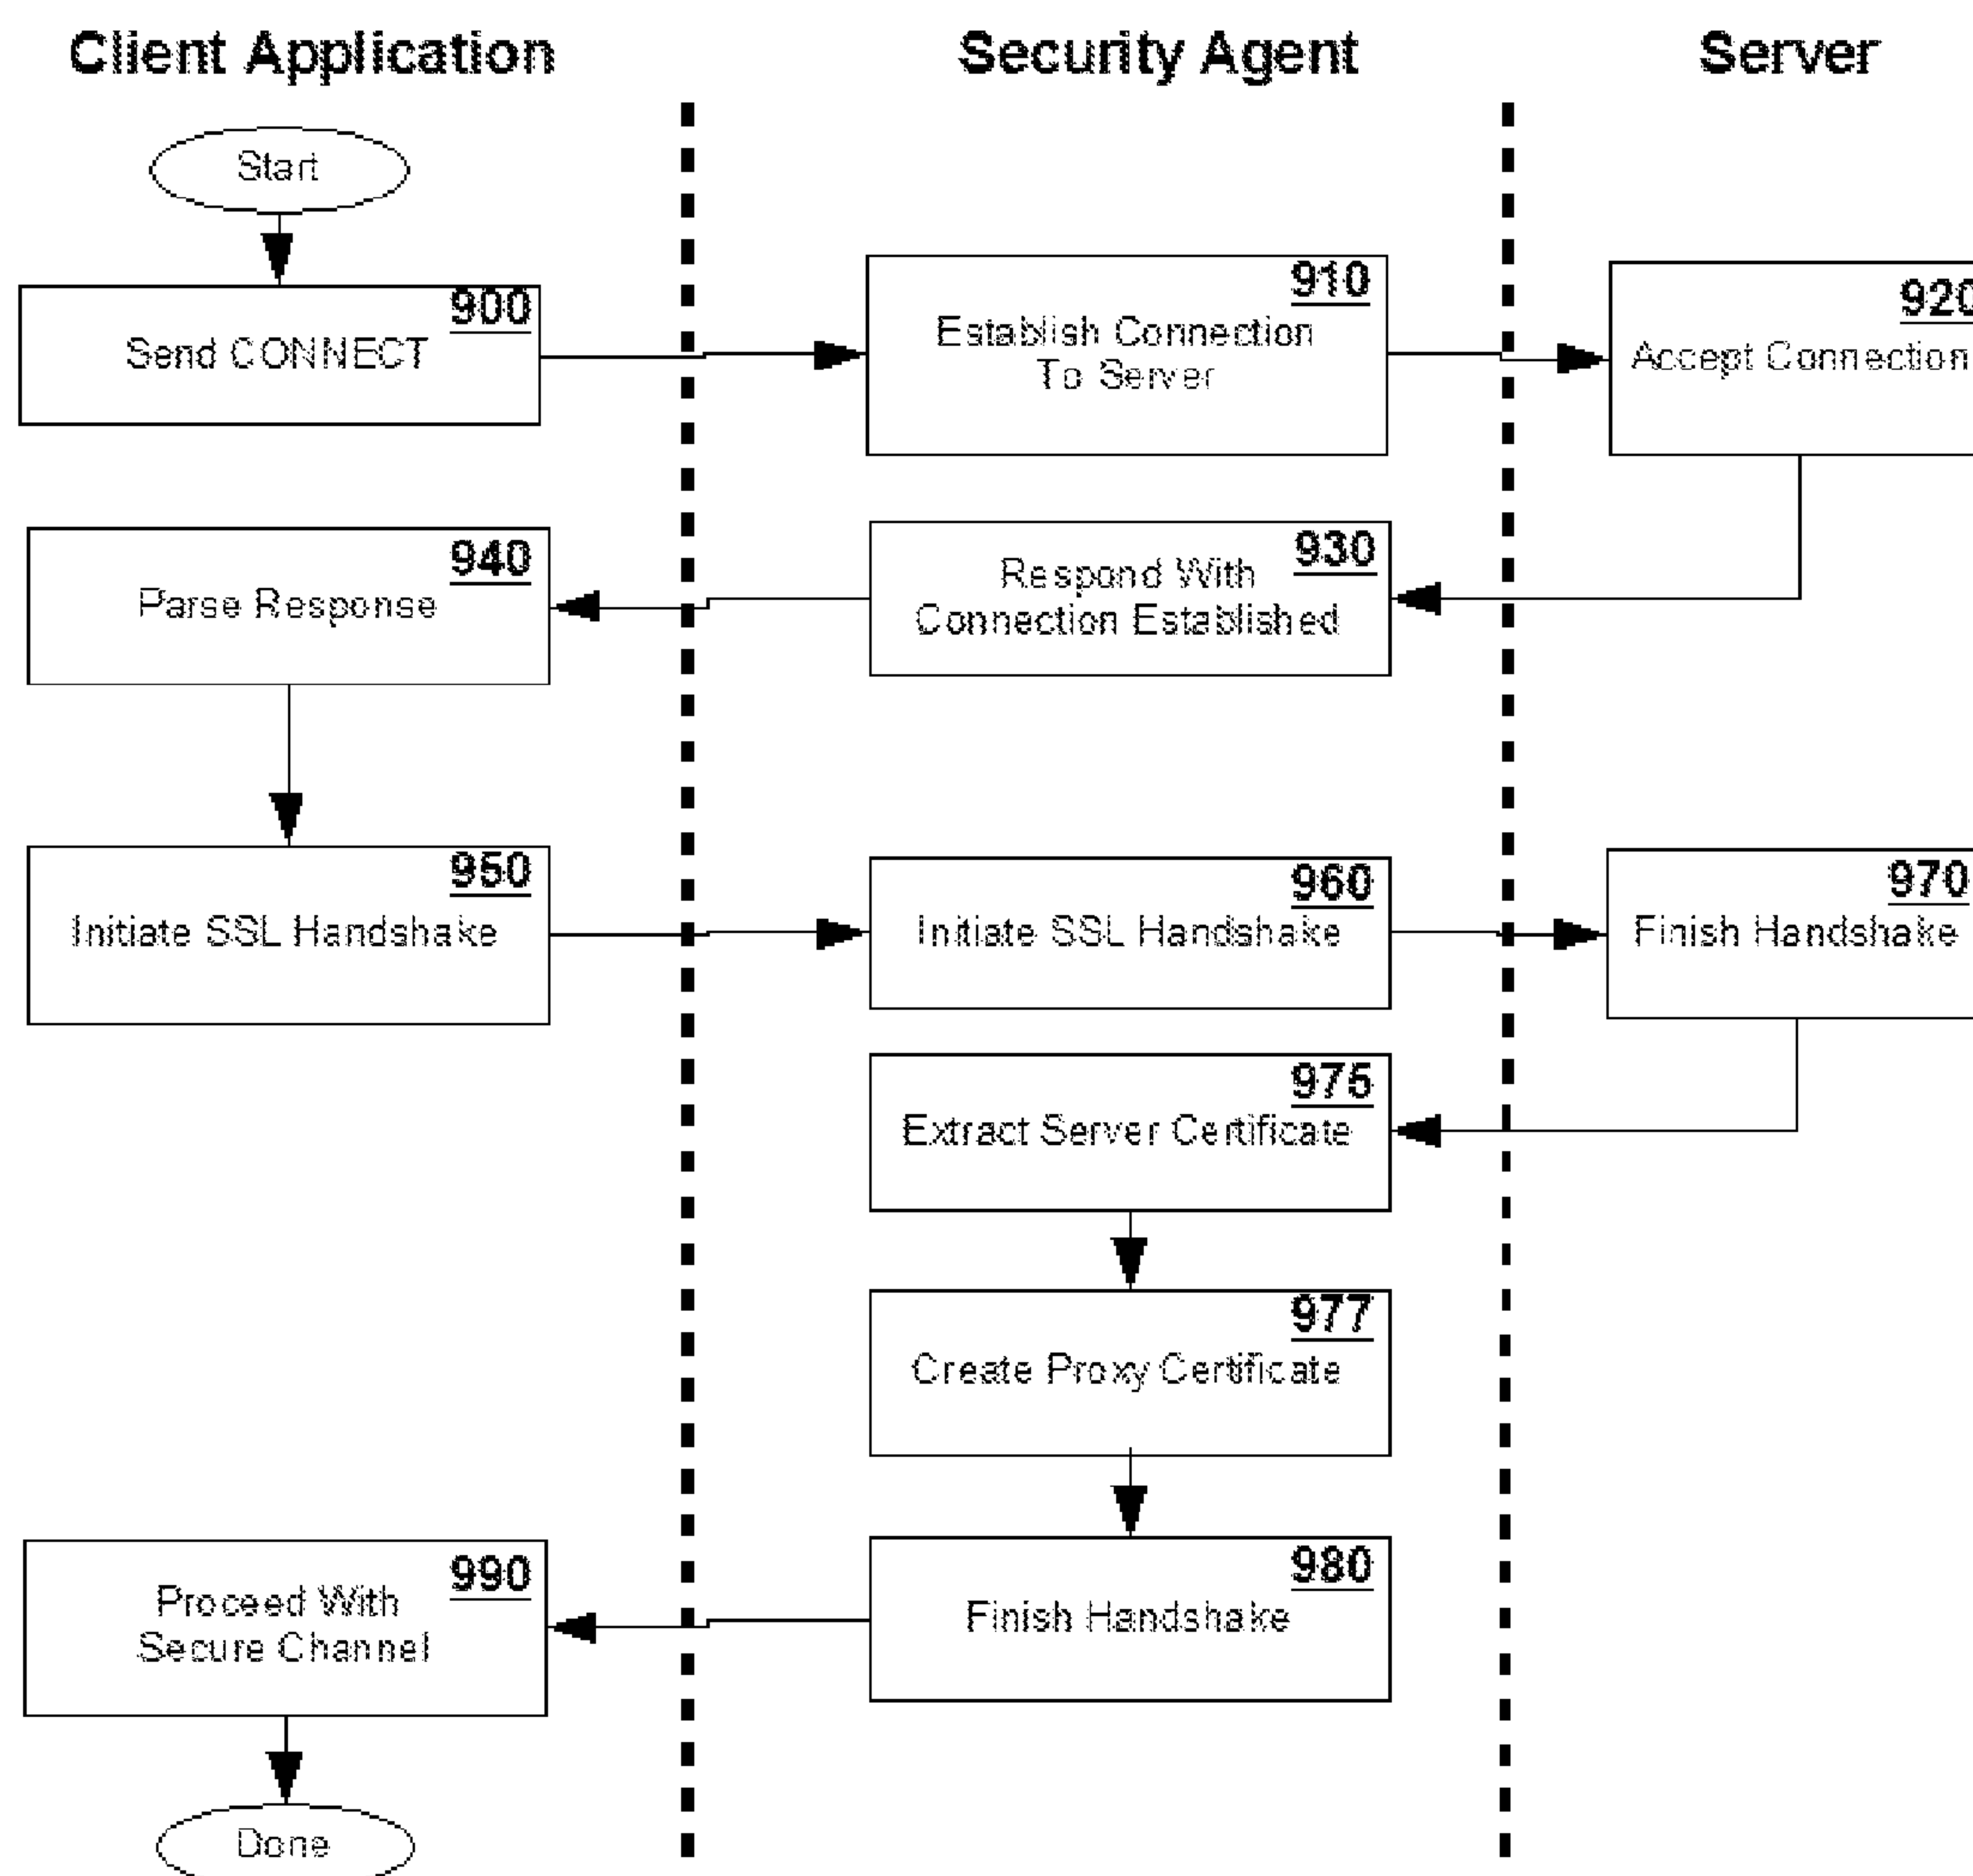 Client Application
Security Agent
Server
Start
900
Send CONNECT
910
Establish Connection
To Server
920
Accept Connection
940
Parse Response
930
Respond With
Connection Established
950
Initiate SSL Handshake
960
Initiate SSL Handshake
970
Finish Handshake
975
Extract Server Certificate
977
Create Proxy Certificate
990
Proceed With
Secure Channel
980
Finish Handshake
Done